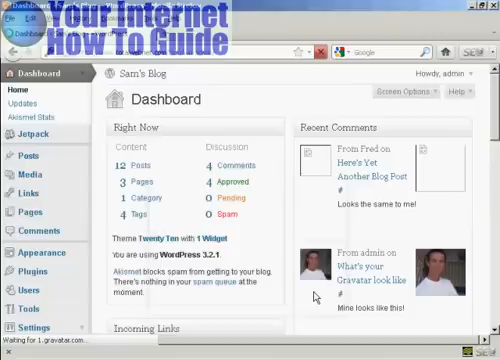 Your Internet
How To Guide
Dashboard
Google
Dashboard
Sam's Blog
Howdy, admin
Home
Updates
Akismet Stats
Jetpack
Posts
Media
Links
Pages
Comments
Appearance
Plugins
Users
Tools
Settings
Dashboard
Screen Options
Help
Right Now
Content
Discussion
12 Posts
4 Comments
3 Pages
4 Approved
1 Category
0 Pending
4 Tags
0 Spam
Theme Twenty Ten with 1 Widget
You are using WordPress 3.2.1.
Akismet blocks spam from getting to your blog.
There's nothing in your spam queue at the
moment.
Incoming Links
Recent Comments
From Fred on
Here's Yet
Another Blog Post
#
Looks the same to me!
From admin on
What's your
Gravatar look like
#
Mine looks like this!
Waiting for 1.gravatar.com...